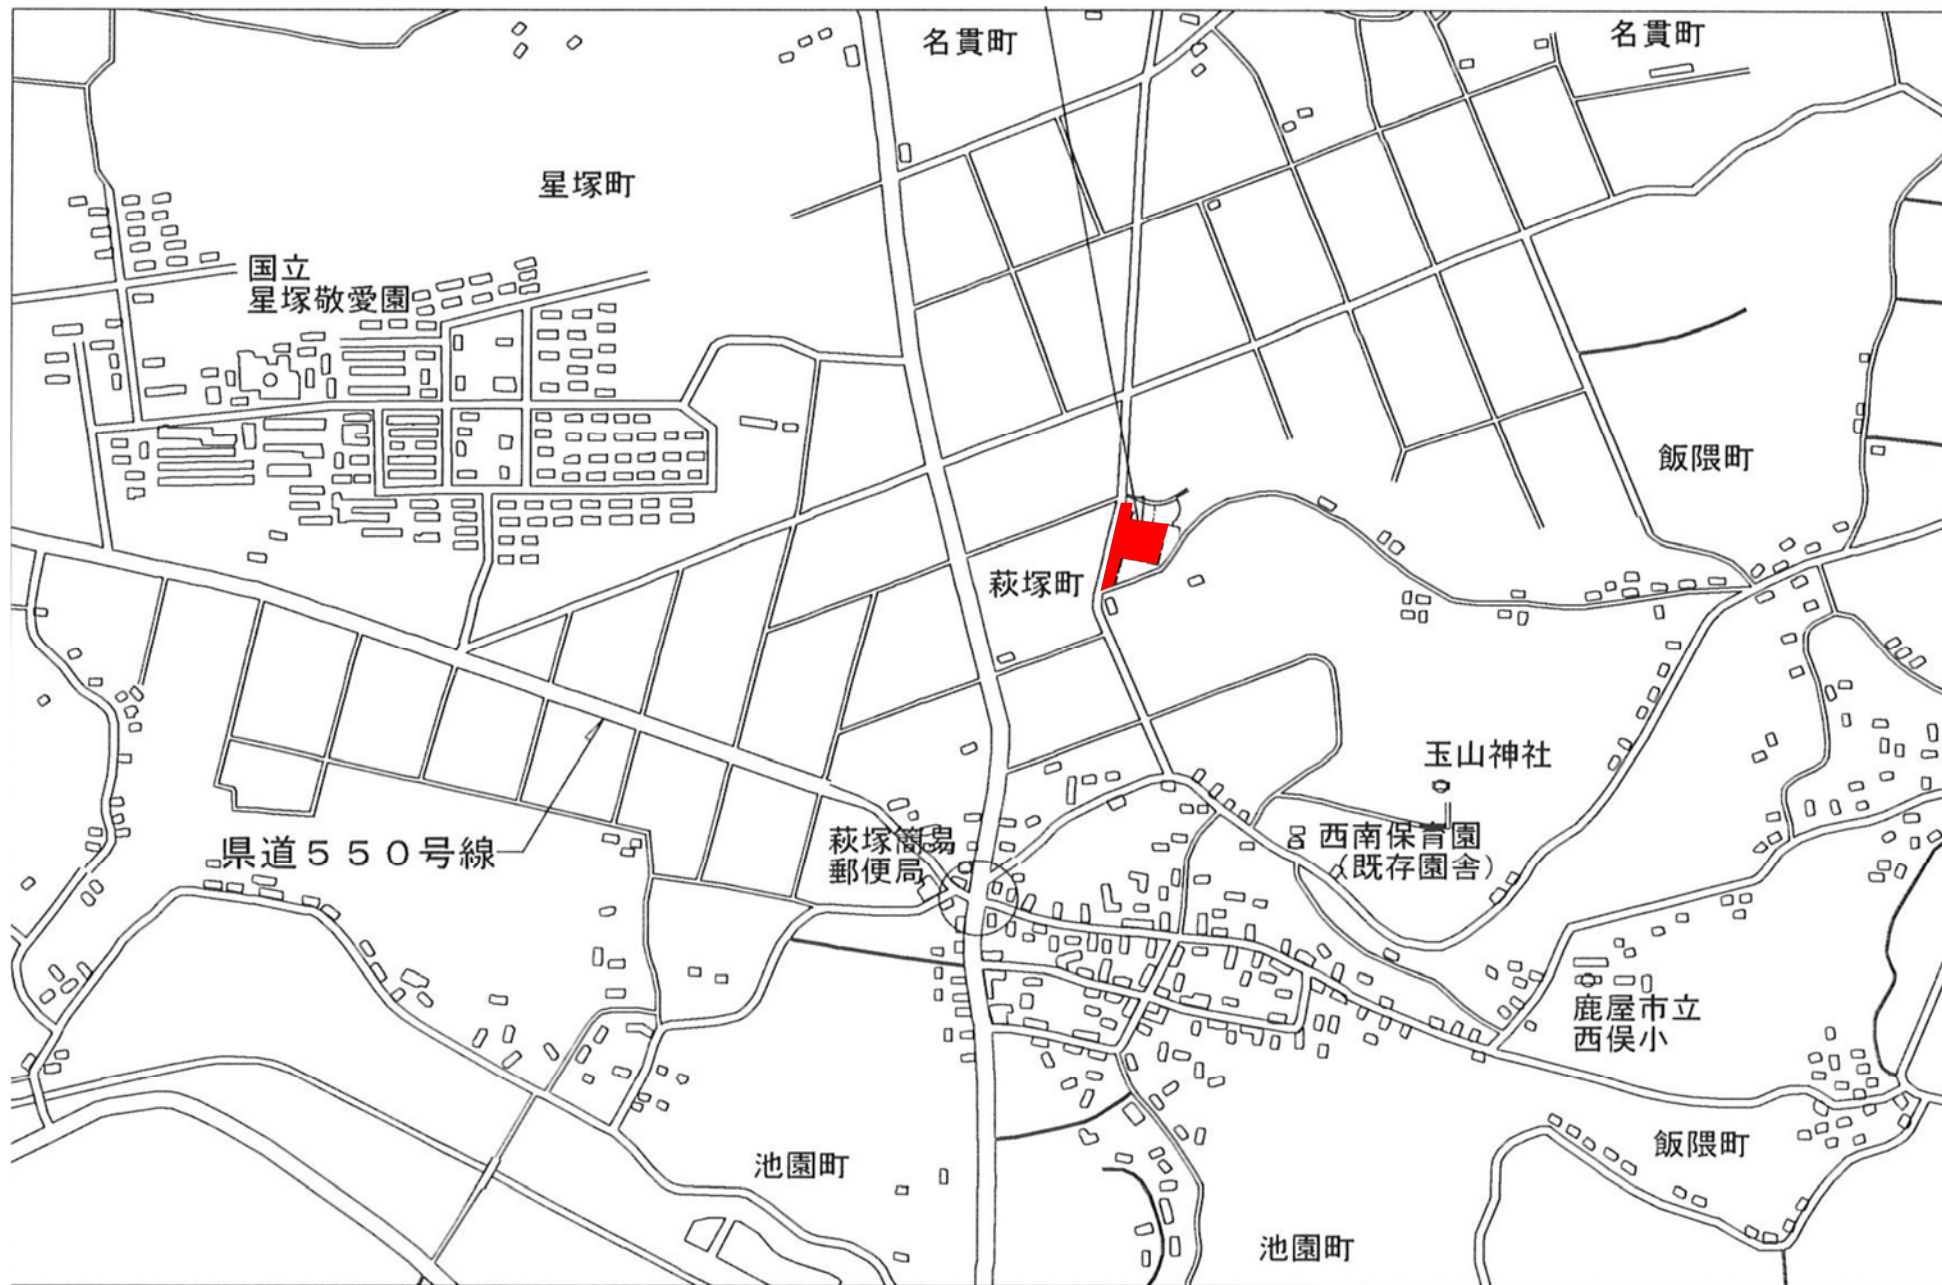 名貫町
名貫町
星塚町
国立
星塚敬愛園
飯隈町
萩塚町
玉山神社
西南保育園
(既存園舎)
県道550号線
萩塚簡易
郵便局
鹿屋市立
西俣小
飯隈町
池園町
池園町